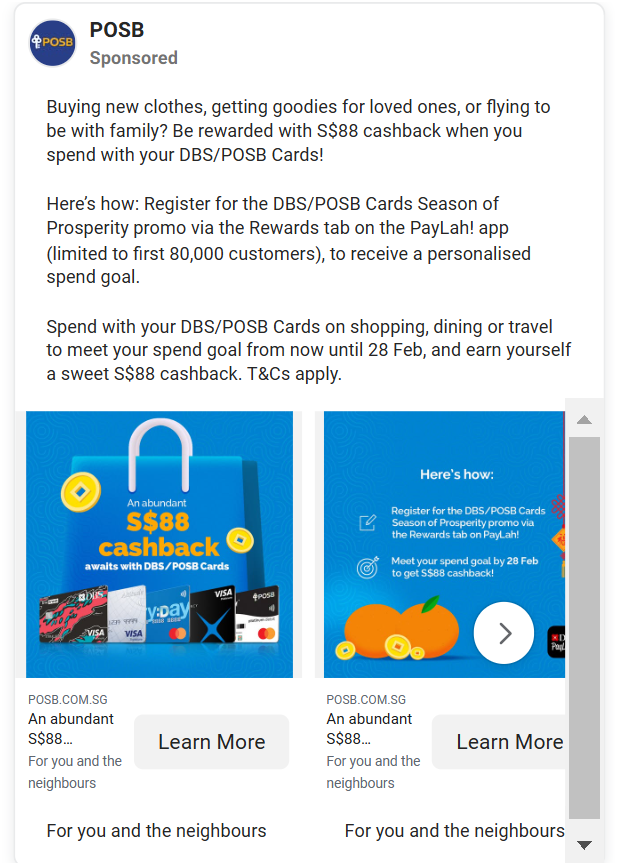 POSB
POSB
Sponsored
Buying new clothes, getting goodies for loved ones, or flying to
be with family? Be rewarded with S$88 cashback when you
spend with your DBS/POSB Cards!
Here’s how: Register for the DBS/POSB Cards Season of
Prosperity promo via the Rewards tab on the PayLah! app
(limited to first 80,000 customers), to receive a personalised
spend goal.
Spend with your DBS/POSB Cards on shopping, dining or travel
to meet your spend goal from now until 28 Feb, and earn yourself
a sweet S$88 cashback. T&Cs apply.
An abundant
S$88
cashback
awaits with DBS/POSB Cards
DBS
VISA
VISA
y:day
VISA
POSB
Here’s how:
Register for the DBS/POSB Cards
Season of Prosperity promo via
the Rewards tab on PayLah!
Meet your spend goal by 28 Feb
to get S$88 cashback!
POSB.COM.SG
An abundant
S$88...
For you and the
neighbours
Learn More
POSB.COM.SG
An abundant
S$88...
For you and the
neighbours
Learn More
For you and the neighbours
For you and the neighbours